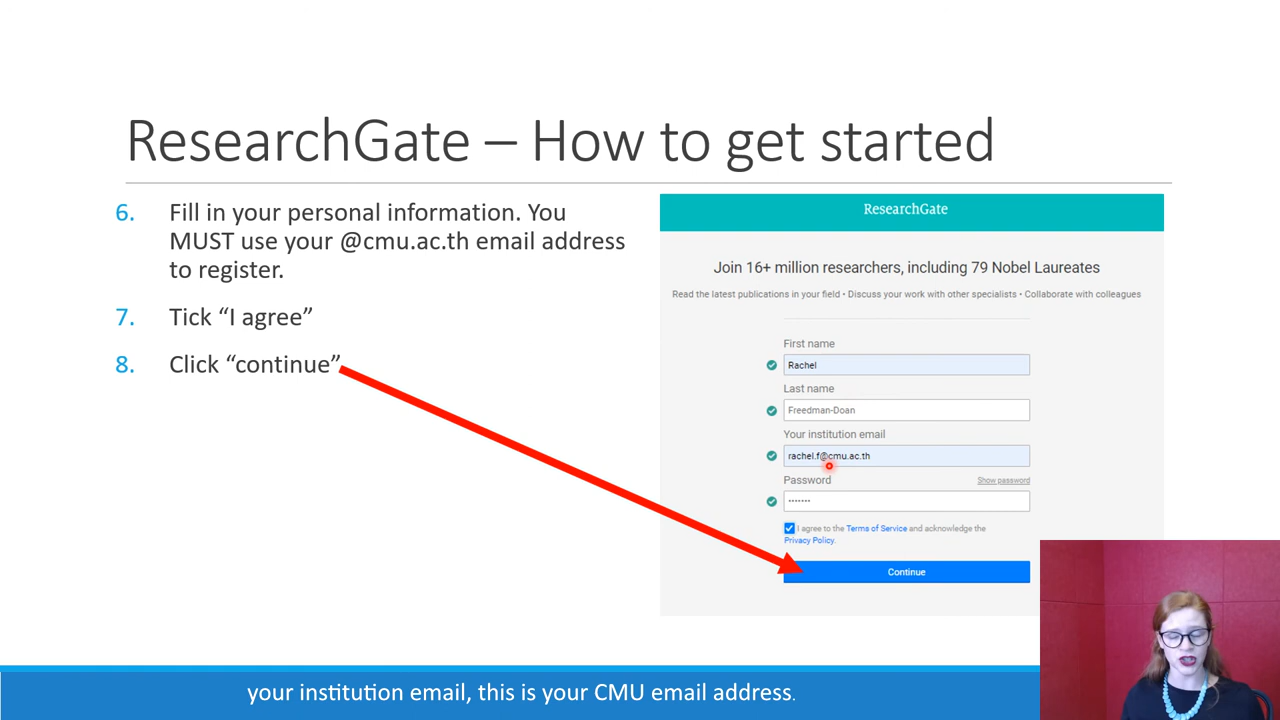 ResearchGate – How to get started
6. Fill in your personal information. You
MUST use your @cmu.ac.th email address
to register.
7. Tick “I agree”
8. Click “continue”
ResearchGate
Join 16+ million researchers, including 79 Nobel Laureates
Read the latest publications in your field • Discuss your work with other specialists • Collaborate with colleagues
First name
Rachel
Last name
Freedman-Doan
Your institution email
rachel.f@cmu.ac.th
Password Show password
•••••••
I agree to the Terms of Service and acknowledge the
Privacy Policy.
Continue
your institution email, this is your CMU email address.